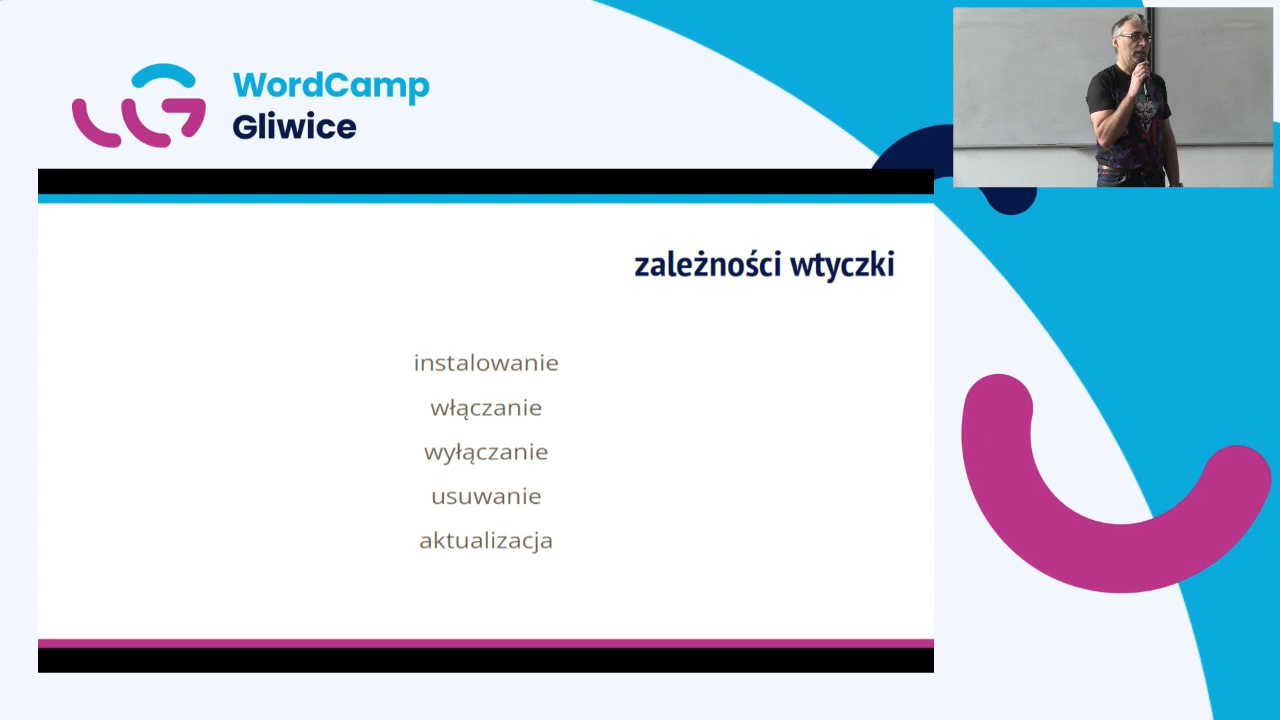 WordCamp
Gliwice
zależności wtyczki
instalowanie
włączanie
wyłączanie
usuwanie
aktualizacja